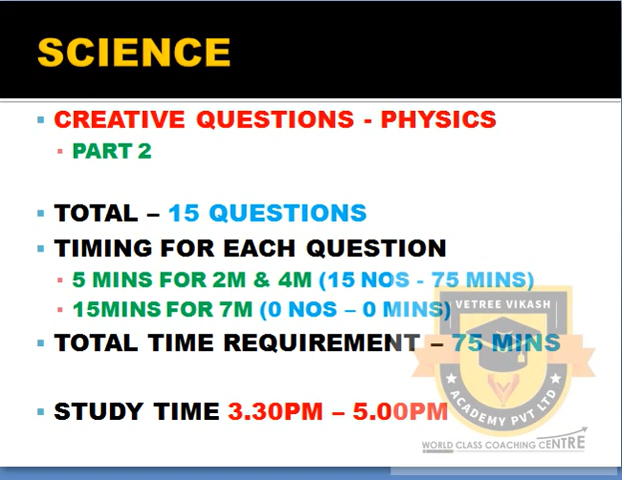 SCIENCE
CREATIVE QUESTIONS - PHYSICS
PART 2
TOTAL – 15 QUESTIONS
TIMING FOR EACH QUESTION
5 MINS FOR 2M & 4M (15 NOS - 75 MINS)
15MINS FOR 7M (0 NOS – 0 MINS)
TOTAL TIME REQUIREMENT – 75 MINS
STUDY TIME 3.30PM – 5.00PM
VETREE VIKASH
ACADEMY PVT LTD
WORLD CLASS COACHING CENTRE